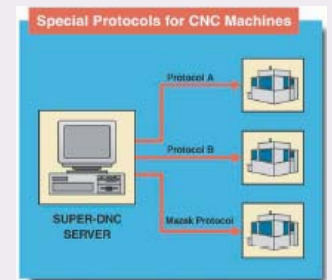 Special Protocols for CNC Machines
Protocol A
Protocol B
Mazak Protocol
SUPER-DNC
SERVER